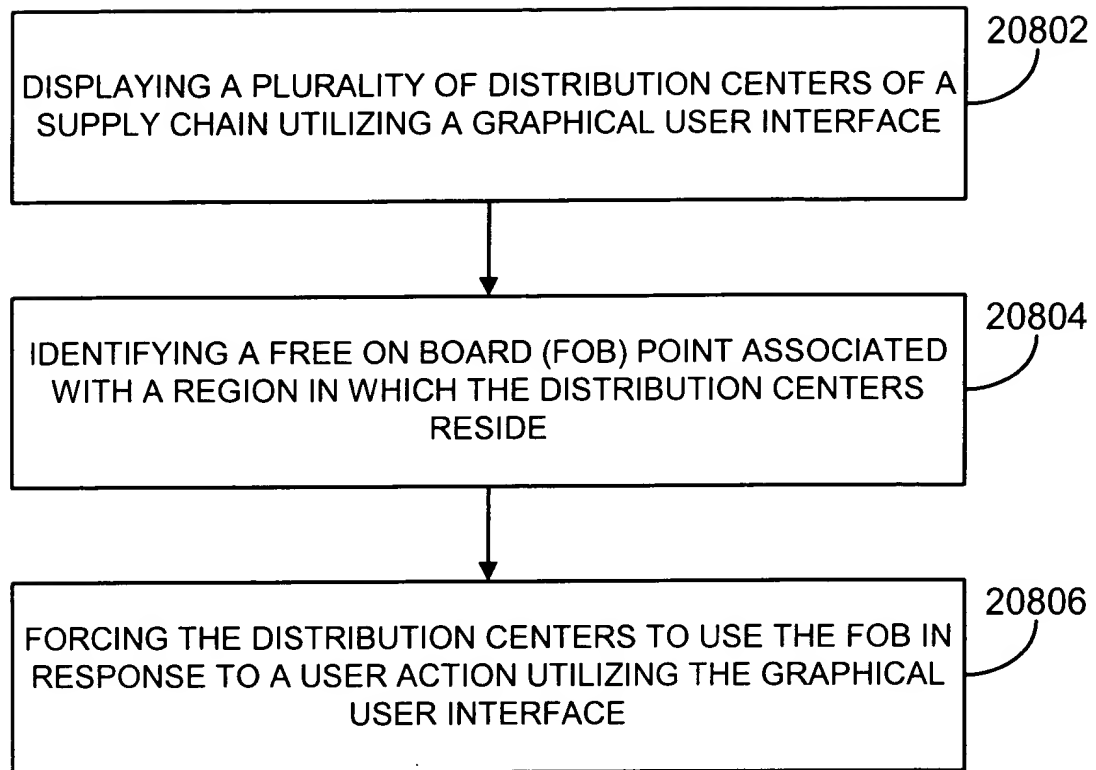 20802
DISPLAYING A PLURALITY OF DISTRIBUTION CENTERS OF A
SUPPLY CHAIN UTILIZING A GRAPHICAL USER INTERFACE
20804
IDENTIFYING A FREE ON BOARD (FOB) POINT ASSOCIATED
WITH A REGION IN WHICH THE DISTRIBUTION CENTERS
RESIDE
20806
FORCING THE DISTRIBUTION CENTERS TO USE THE FOB IN
RESPONSE TO A USER ACTION UTILIZING THE GRAPHICAL
USER INTERFACE